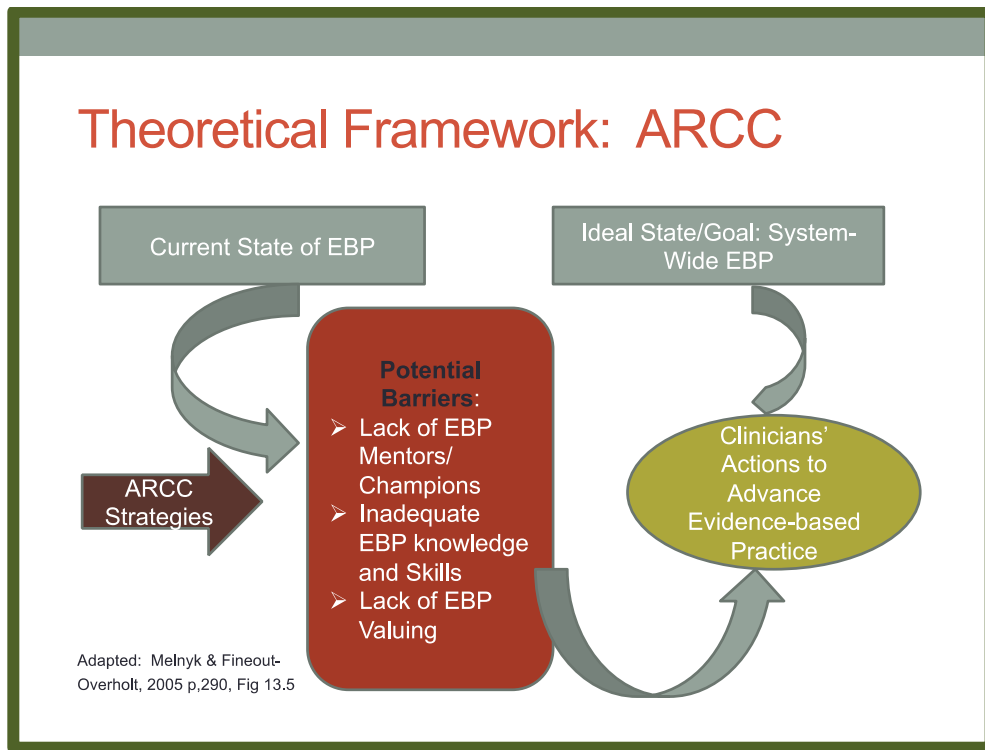 Theoretical Framework: ARCC
Current State of EBP
Ideal State/Goal: System-
Wide EBP
Potential
Barriers:
➢ Lack of EBP
Mentors/
Champions
➢ Inadequate
EBP knowledge
and Skills
➢ Lack of EBP
Valuing
ARCC
Strategies
Clinicians’
Actions to
Advance
Evidence-based
Practice
Adapted: Melnyk & Fineout-
Overholt, 2005 p,290, Fig 13.5